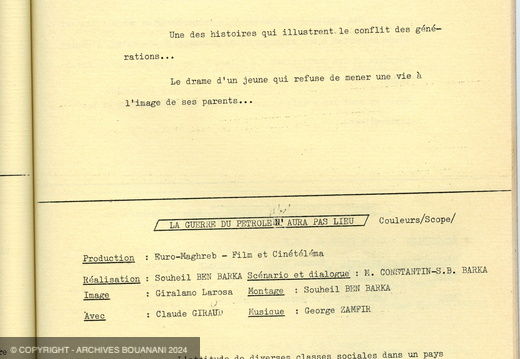 Une des histoires qui illustrent le conflit des géné-
rations...
Le drame d'un jeune qui refuse de mener une vie à
l'image de ses parents...
LA GUERRE DU PETROLE N'AURA PAS LIEU Couleurs/Scope/
Production : Euro-Maghreb - Film et Cinétéléma
Réalisation : Souheil BEN BARKA Scénario et dialogue : M. CONSTANTIN-S.B. BARKA
Image : Giralano Larosa Montage : Souheil BEN BARKA
Avec : Claude GIRAUD Musique : George ZAMFIR
l'attitude de diverses classes sociales dans un pays
© COPYRIGHT - ARCHIVES BOUANANI 2024